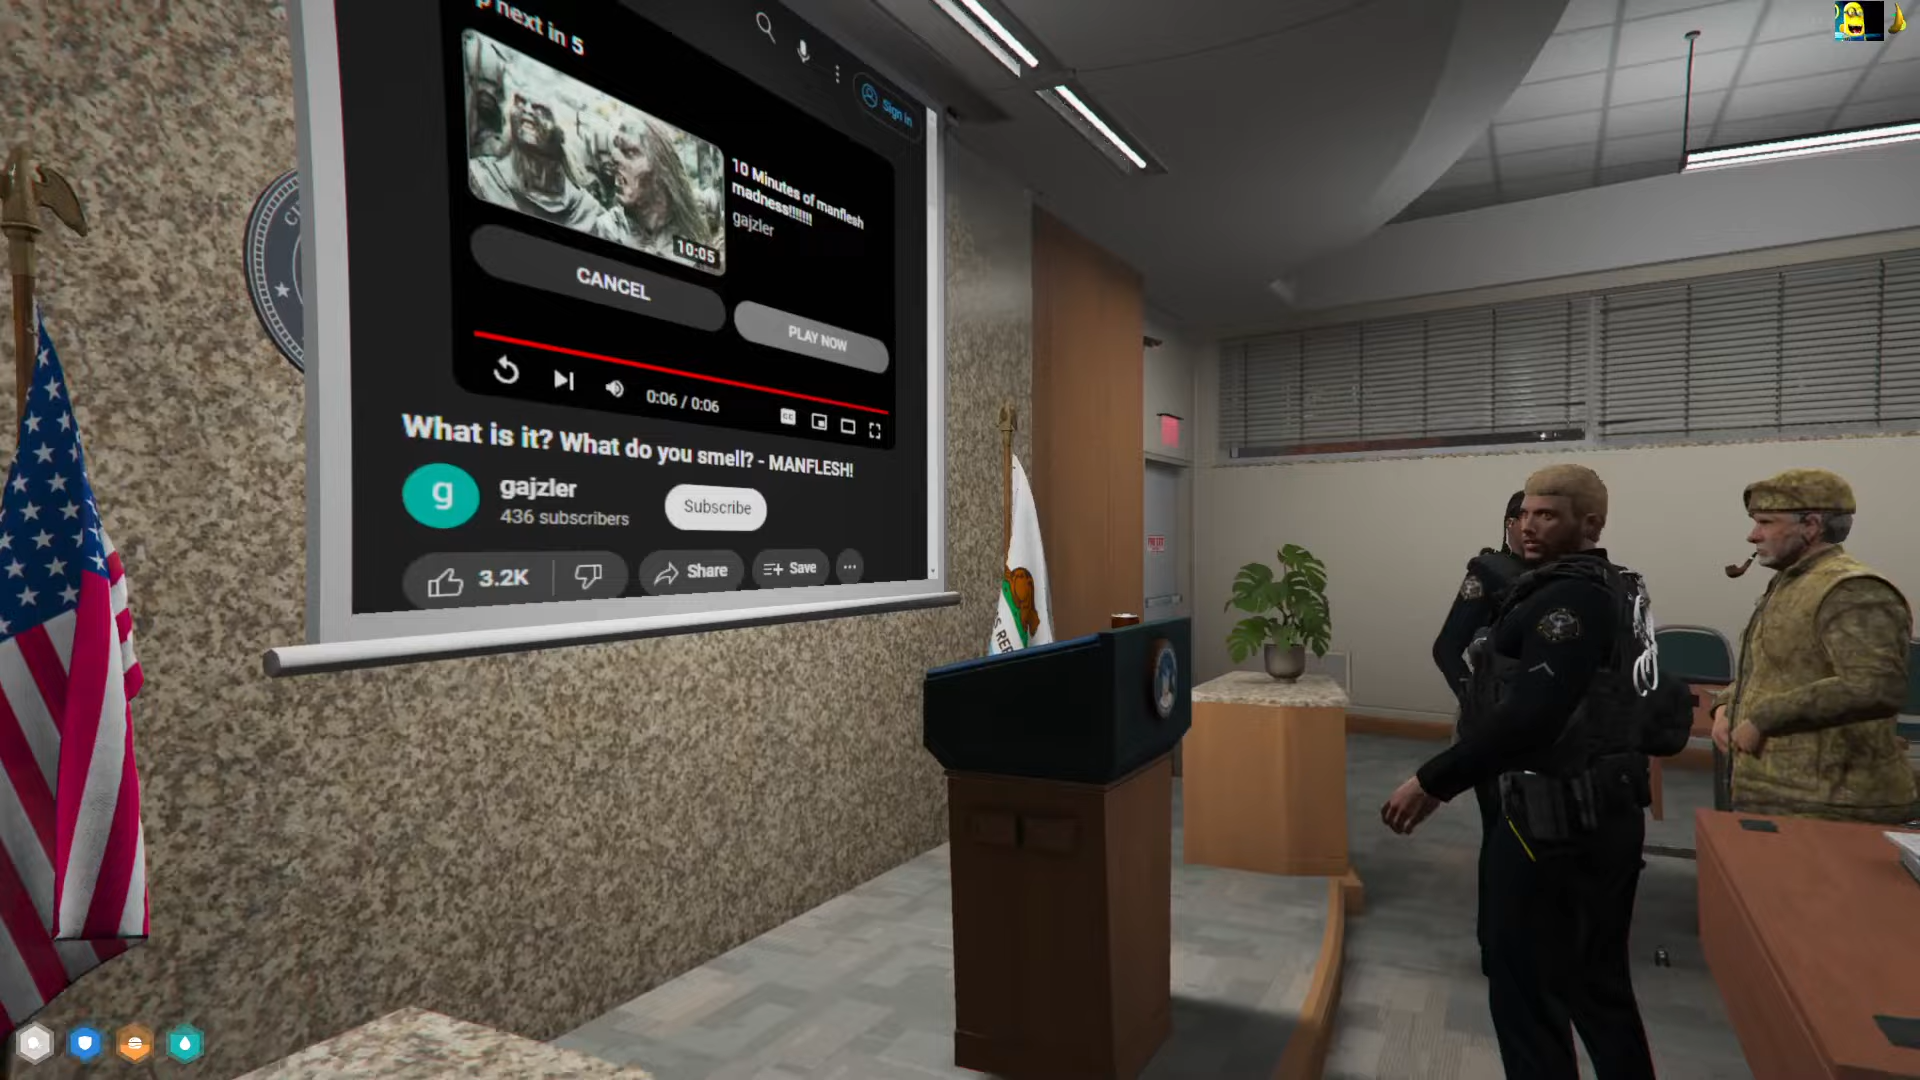 p next in 5
Sign in
10 Minutes of manflesh
madness!!!!!!!
gajzler
10:05
CANCEL
PLAY NOW
0:06 / 0:06
CC
What is it? What do you smell? - MANFLESH!
g
gajzler
436 subscribers
Subscribe
3.2K
Share
Save